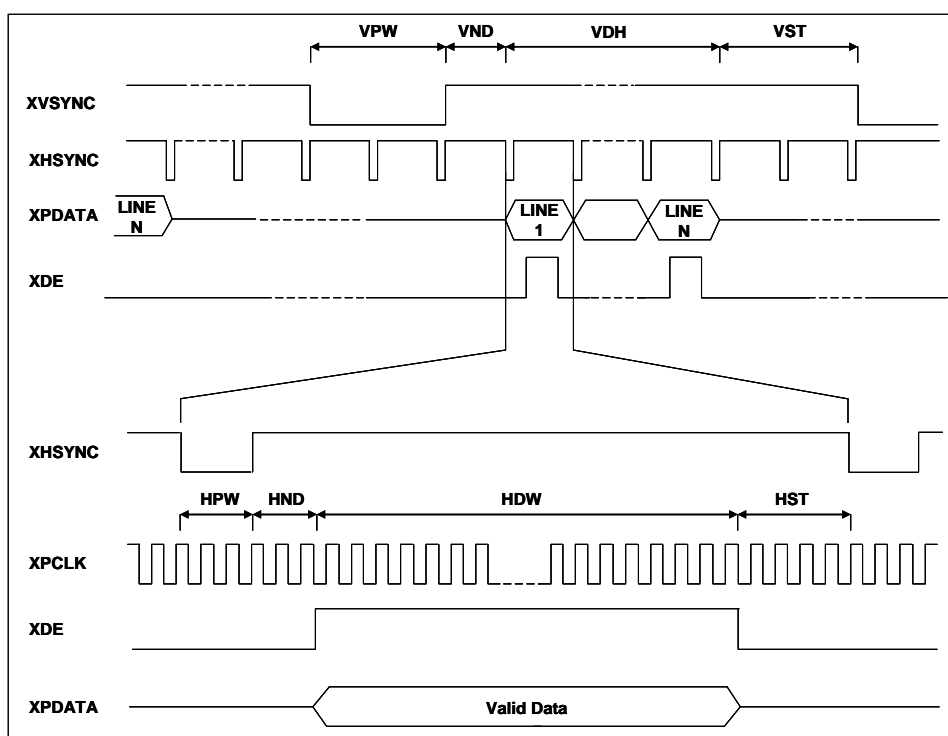 VPW VND VDH VST
XVSYNC
XHSYNC
XPDATA LINE N LINE 1 LINE N
XDE
XHSYNC
HPW HND HDW HST
XPCLK
XDE
XPDATA Valid Data